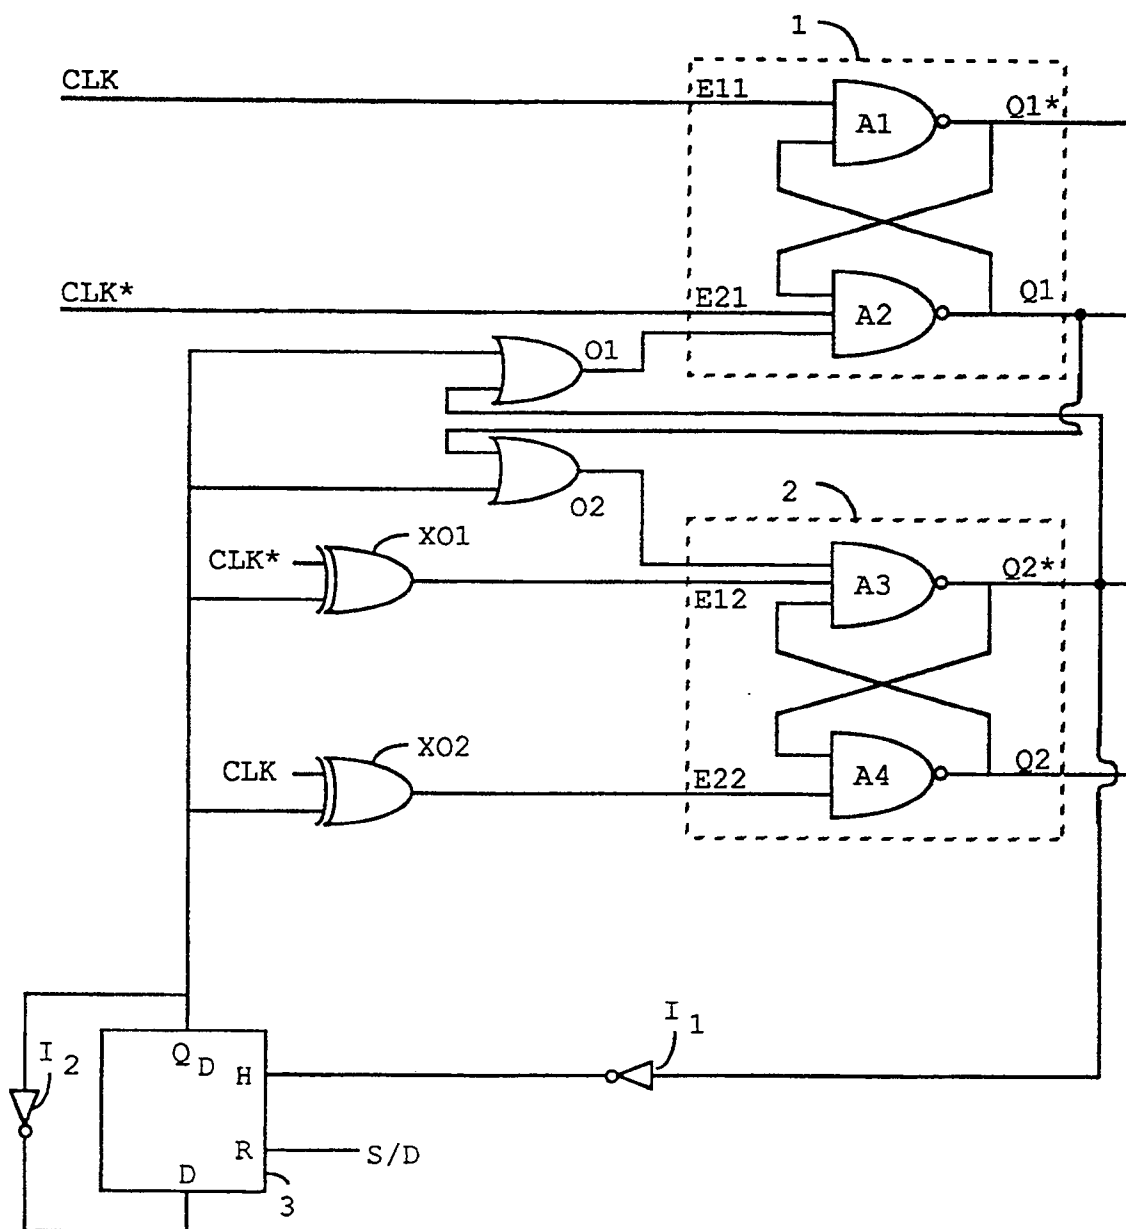 1
CLK
E11
A1
Q1*
CLK*
E21
A2
Q1
O1
O2
2
XO1
CLK*
E12
A3
Q2*
XO2
CLK
E22
A4
Q2
I 1
I 2
Q D
H
R
S/D
D
3